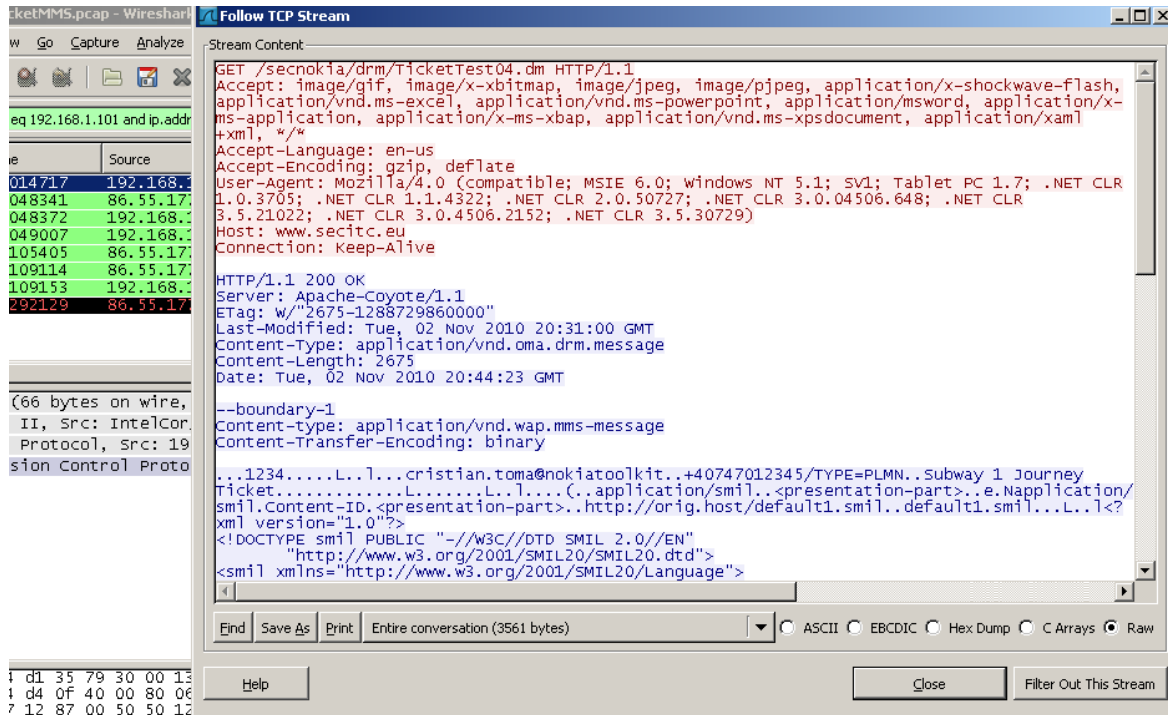 cketMMS.pcap - Wireshark
w Go Capture Analyze
eq 192.168.1.101 and ip.addr
e Source
014717 192.168.1
048341 86.55.17
048372 192.168.1
049007 192.168.1
105405 86.55.17
109114 86.55.17
109153 192.168.1
292129 86.55.17
(66 bytes on wire,
II, Src: IntelCor
Protocol, Src: 19
sion Control Proto
d1 35 79 30 00 13
d4 0f 40 00 80 06
12 87 00 50 50 12
Follow TCP Stream
Stream Content
GET /secnokia/drm/TicketTest04.dm HTTP/1.1
Accept: image/gif, image/x-xbitmap, image/jpeg, image/pjpeg, application/x-shockwave-flash,
application/vnd.ms-excel, application/vnd.ms-powerpoint, application/msword, application/x-
ms-application, application/x-ms-xbap, application/vnd.ms-xpsdocument, application/xaml
+xml, */*
Accept-Language: en-us
Accept-Encoding: gzip, deflate
User-Agent: Mozilla/4.0 (compatible; MSIE 6.0; Windows NT 5.1; SV1; Tablet PC 1.7; .NET CLR
1.0.3705; .NET CLR 1.1.4322; .NET CLR 2.0.50727; .NET CLR 3.0.04506.648; .NET CLR
3.5.21022; .NET CLR 3.0.4506.2152; .NET CLR 3.5.30729)
Host: www.secitc.eu
Connection: Keep-Alive
HTTP/1.1 200 OK
Server: Apache-Coyote/1.1
ETag: W/"2675-1288729860000"
Last-Modified: Tue, 02 Nov 2010 20:31:00 GMT
Content-Type: application/vnd.oma.drm.message
Content-Length: 2675
Date: Tue, 02 Nov 2010 20:44:23 GMT
--boundary-1
Content-type: application/vnd.wap.mms-message
Content-Transfer-Encoding: binary
...1234.....L..l...cristian.toma@nokiatoolkit..+40747012345/TYPE=PLMN..Subway 1 Journey
Ticket.............L.......L..l....(..application/smil..<presentation-part>..e.Napplication/
smil.Content-ID.<presentation-part>..http://orig.host/default1.smil..default1.smil...L..l<?
xml version="1.0"?>
<!DOCTYPE smil PUBLIC "-//W3C//DTD SMIL 2.0//EN"
"http://www.w3.org/2001/SMIL20/SMIL20.dtd">
<smil xmlns="http://www.w3.org/2001/SMIL20/Language">
Find Save As Print Entire conversation (3561 bytes) ASCII EBCDIC Hex Dump C Arrays Raw
Help Close Filter Out This Stream